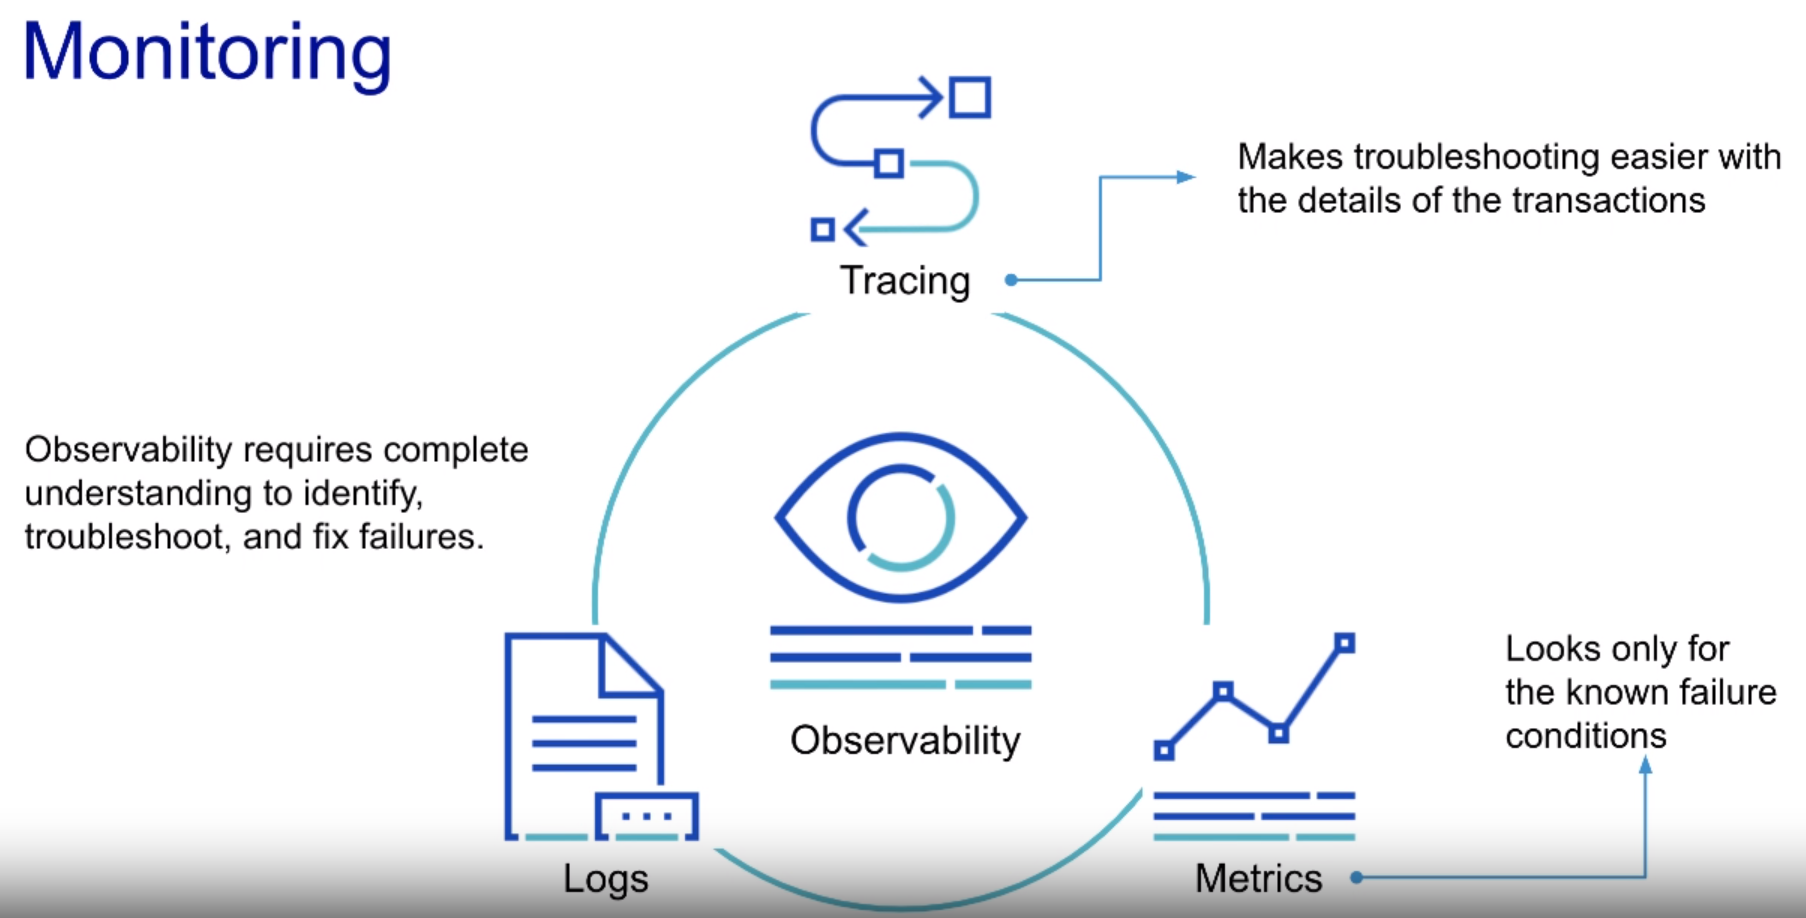 Monitoring
Makes troubleshooting easier with
the details of the transactions
Tracing
Observability requires complete
understanding to identify,
troubleshoot, and fix failures.
Observability
Looks only for
the known failure
conditions
Logs
Metrics